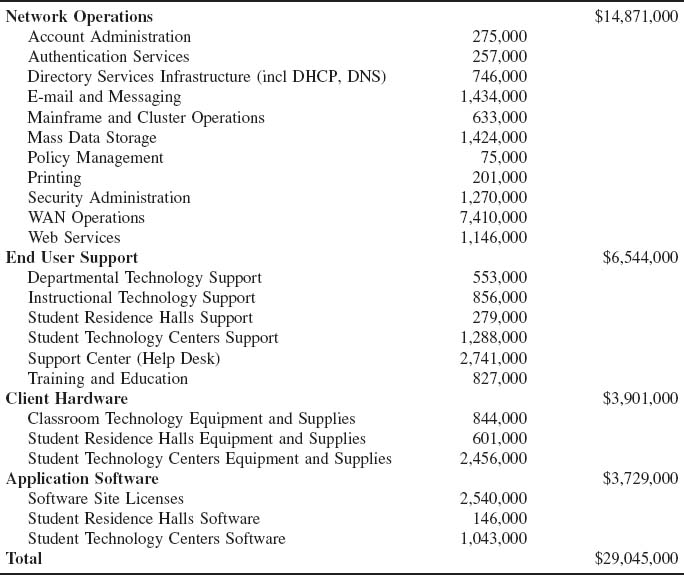 Network Operations $14,871,000
Account Administration 275,000
Authentication Services 257,000
Directory Services Infrastructure (incl DHCP, DNS) 746,000
E-mail and Messaging 1,434,000
Mainframe and Cluster Operations 633,000
Mass Data Storage 1,424,000
Policy Management 75,000
Printing 201,000
Security Administration 1,270,000
WAN Operations 7,410,000
Web Services 1,146,000
End User Support $6,544,000
Departmental Technology Support 553,000
Instructional Technology Support 856,000
Student Residence Halls Support 279,000
Student Technology Centers Support 1,288,000
Support Center (Help Desk) 2,741,000
Training and Education 827,000
Client Hardware $3,901,000
Classroom Technology Equipment and Supplies 844,000
Student Residence Halls Equipment and Supplies 601,000
Student Technology Centers Equipment and Supplies 2,456,000
Application Software $3,729,000
Software Site Licenses 2,540,000
Student Residence Halls Software 146,000
Student Technology Centers Software 1,043,000
Total $29,045,000